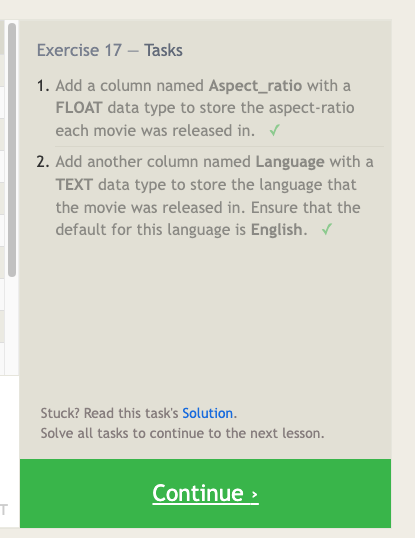 Exercise 17 — Tasks
1. Add a column named Aspect_ratio with a
FLOAT data type to store the aspect-ratio
each movie was released in. ✓
2. Add another column named Language with a
TEXT data type to store the language that
the movie was released in. Ensure that the
default for this language is English. ✓
Stuck? Read this task's Solution.
Solve all tasks to continue to the next lesson.
T
Continue ›